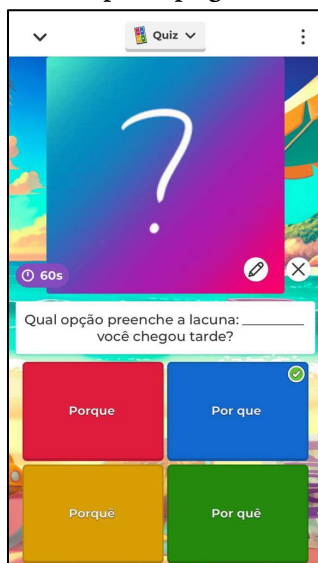 Quiz
?
60s
Qual opção preenche a lacuna: ________
você chegou tarde?
Porque
Por que
Porquê
Por quê